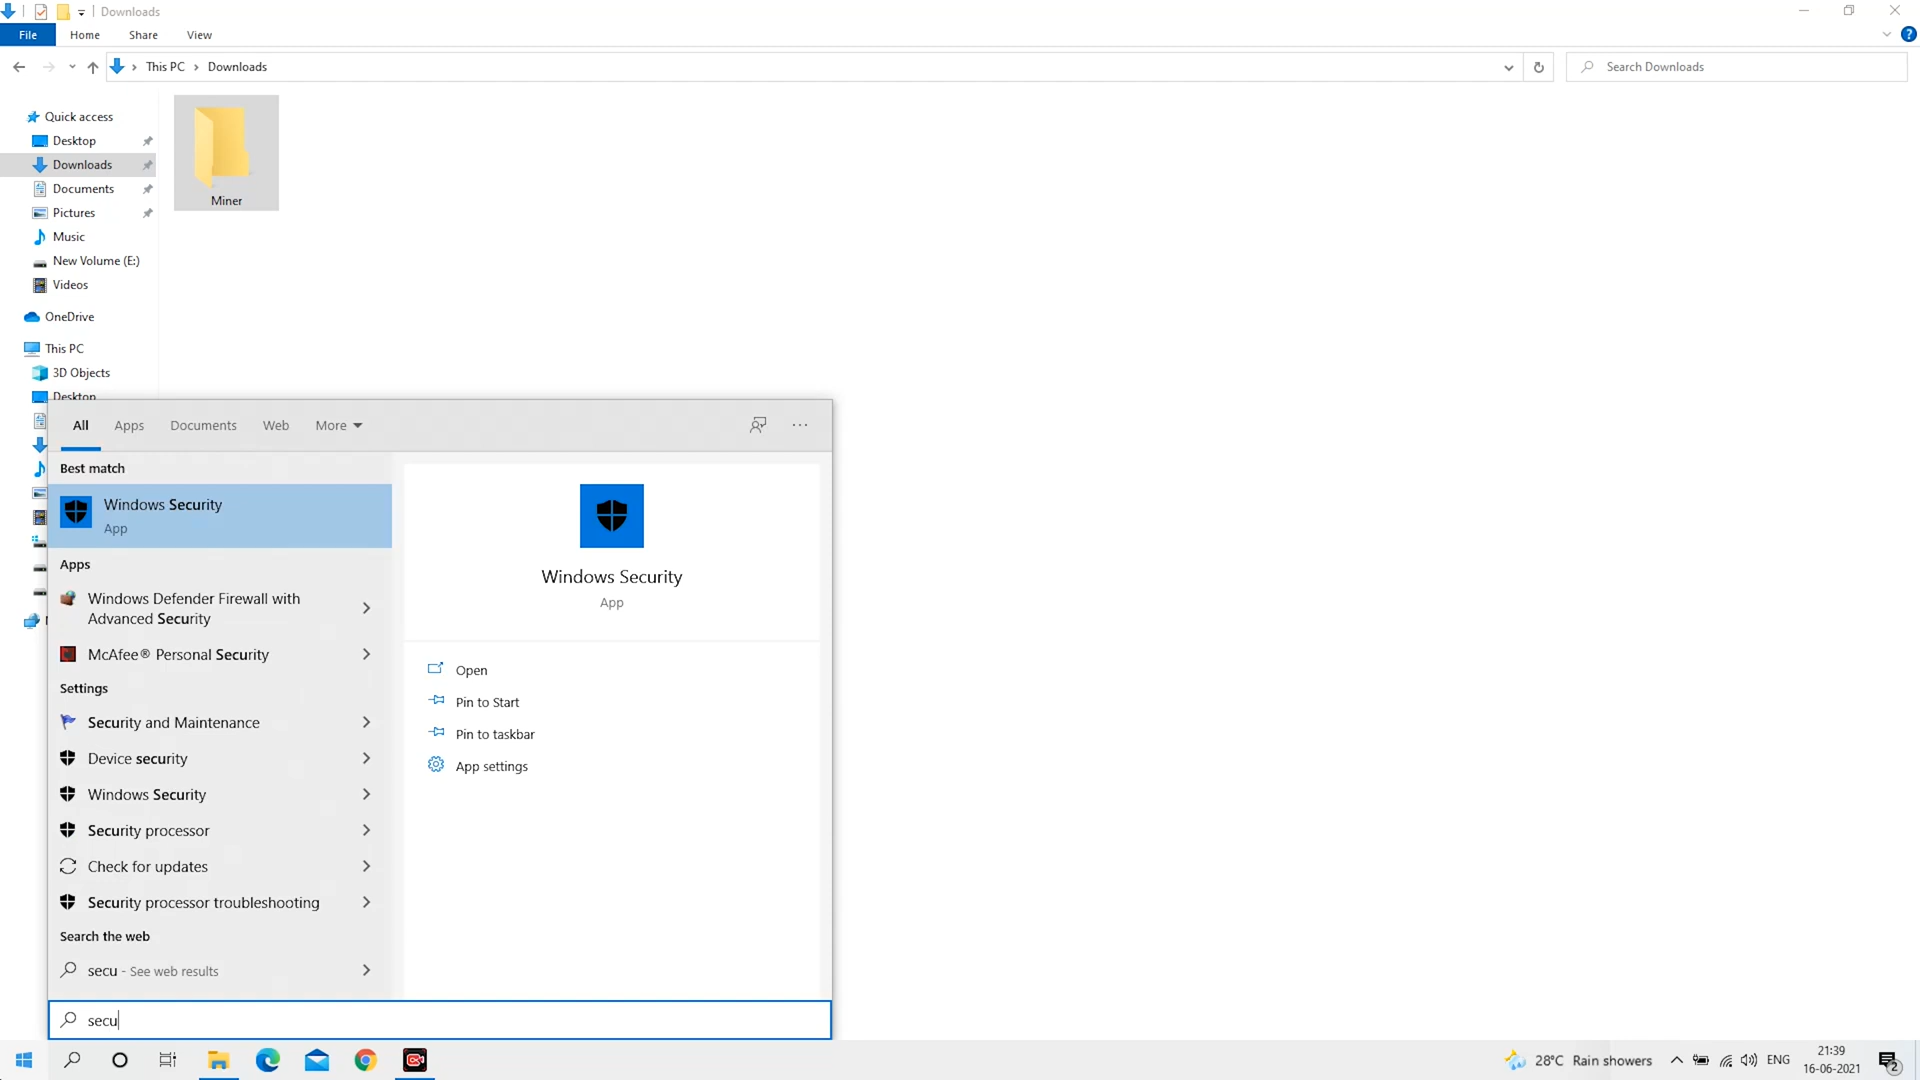 Downloads
File Home Share View
This PC Downloads
Search Downloads
Quick access
Desktop
Downloads
Documents
Pictures
Music
New Volume (E:)
Videos
OneDrive
This PC
3D Objects
Desktop
Miner
All Apps Documents Web More
Best match
Windows Security
App
Apps
Windows Defender Firewall with
Advanced Security
McAfee® Personal Security
Settings
Security and Maintenance
Device security
Windows Security
Security processor
Check for updates
Security processor troubleshooting
Search the web
secu - See web results
Windows Security
App
Open
Pin to Start
Pin to taskbar
App settings
secu
28°C Rain showers
ENG
21:39
16-06-2021
2